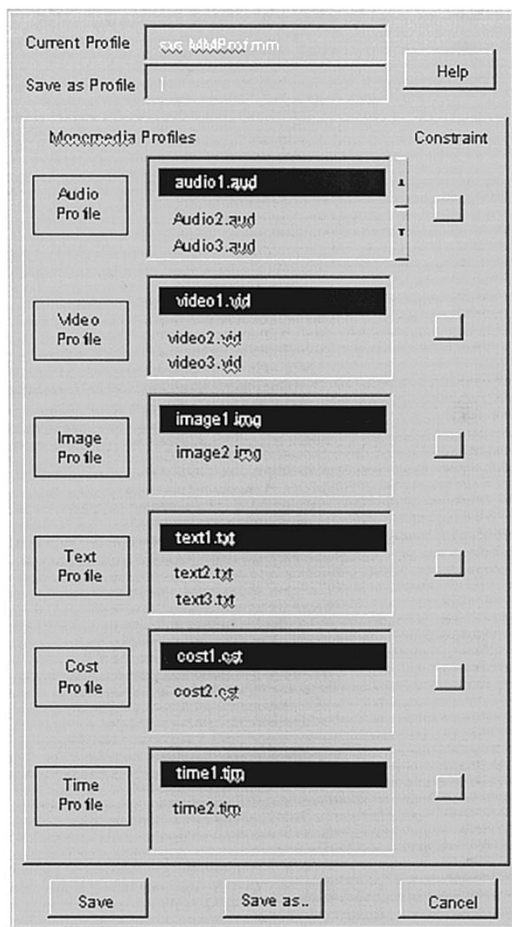 Current Profile
Save as Profile
Help
Monomedia Profiles
Constraint
Audio
Profile
audio1.aud
Audio2.aud
Audio3.aud
Video
Profile
video1.vid
video2.vid
video3.vid
Image
Profile
image1.img
image2.img
Text
Profile
text1.txt
text2.txt
text3.txt
Cost
Profile
cost1.cst
cost2.cst
Time
Profile
time1.tim
time2.tim
Save
Save as..
Cancel